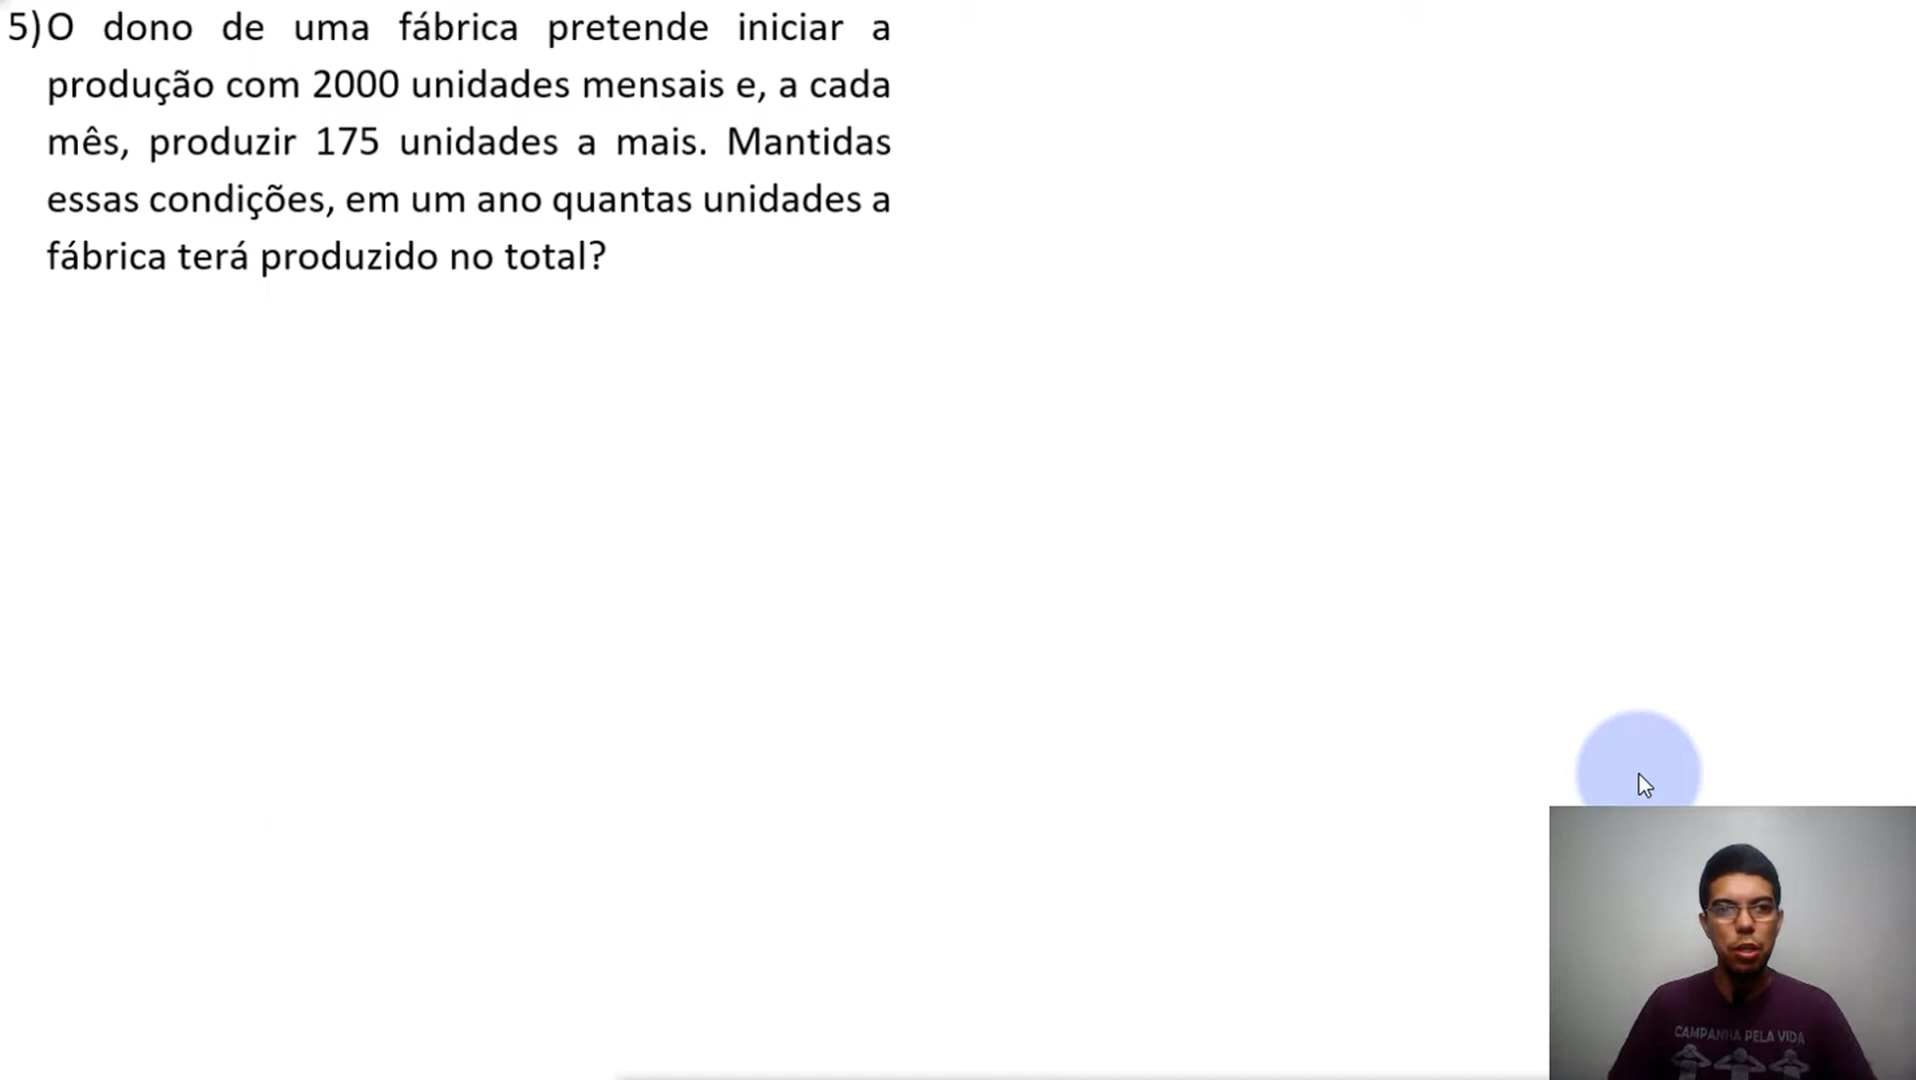 5) O dono de uma fábrica pretende iniciar a
produção com 2000 unidades mensais e, a cada
mês, produzir 175 unidades a mais. Mantidas
essas condições, em um ano quantas unidades a
fábrica terá produzido no total?
CAMPANHA PELA VIDA